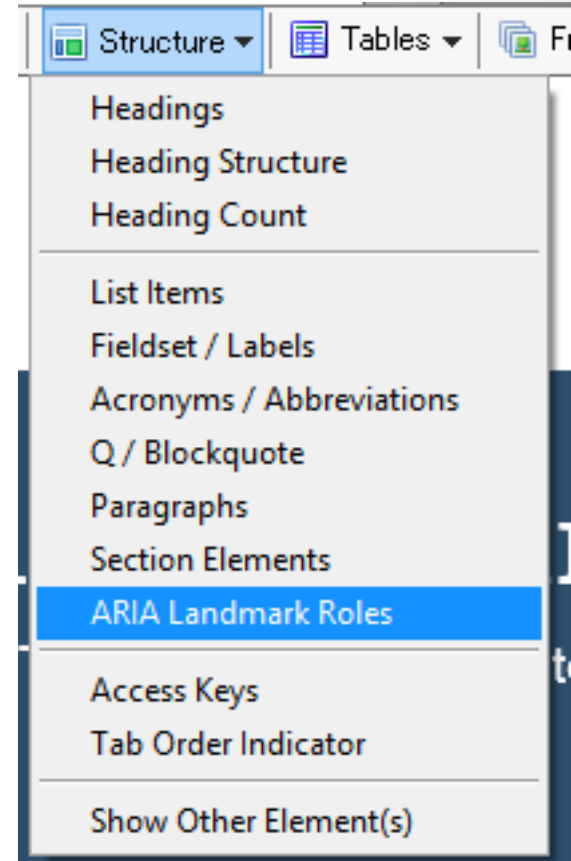 Structure Tables Fr
Headings
Heading Structure
Heading Count
List Items
Fieldset / Labels
Acronyms / Abbreviations
Q / Blockquote
Paragraphs
Section Elements
ARIA Landmark Roles
Access Keys
Tab Order Indicator
Show Other Element(s)